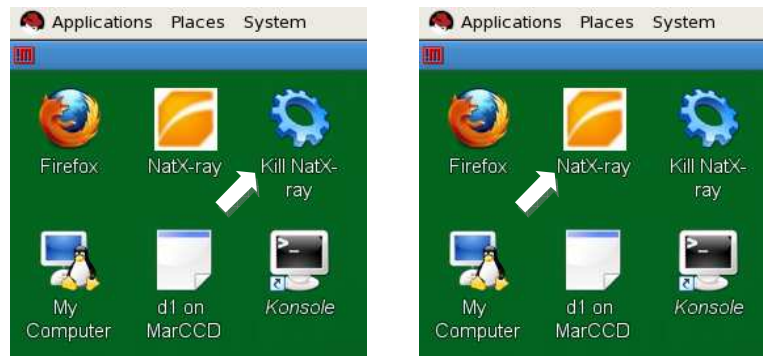 Applications Places System
Firefox NatX-ray Kill NatX-
ray
My d1 on Konsole
Computer MarCCD
Applications Places System
Firefox NatX-ray Kill NatX-
ray
My d1 on Konsole
Computer MarCCD